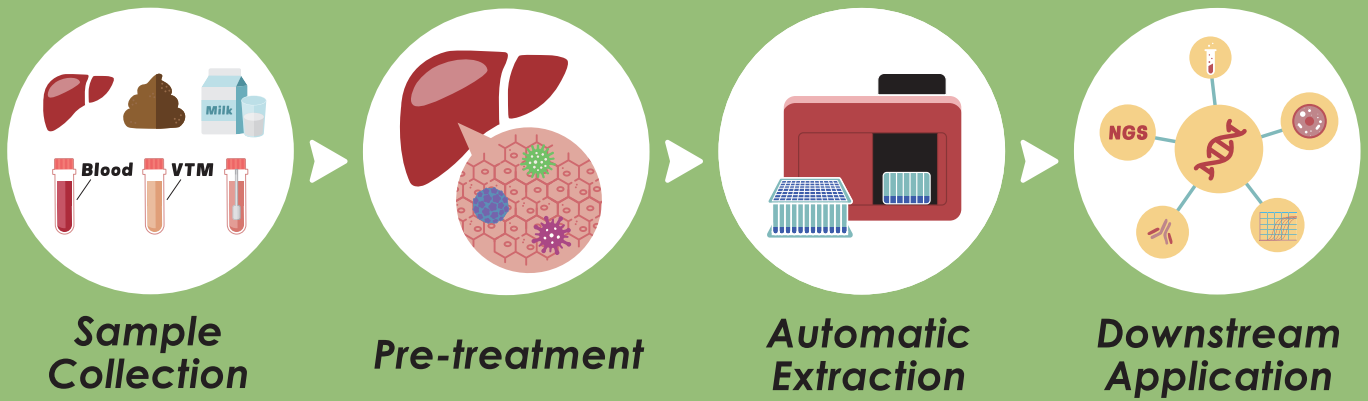 Milk
Blood
VTM
NGS
Sample
Collection
Pre-treatment
Automatic
Extraction
Downstream
Application